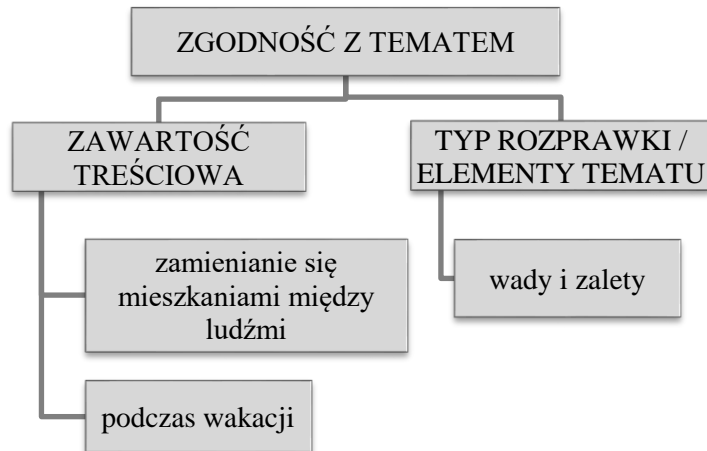 ZGODNOŚĆ Z TEMATEM
ZAWARTOŚĆ
TREŚCIOWA
TYP ROZPRAWKI /
ELEMENTY TEMATU
zamienianie się
mieszkaniami między
ludźmi
wady i zalety
podczas wakacji